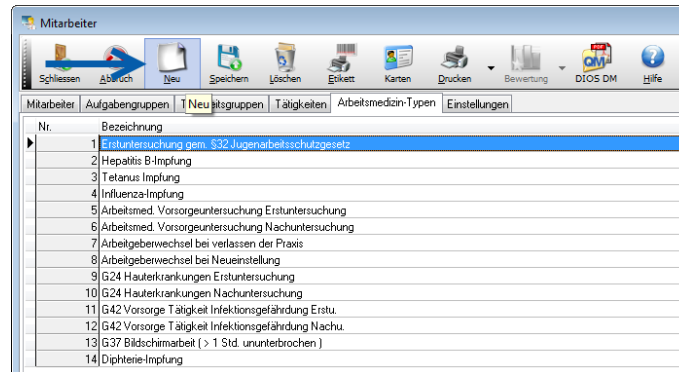 Mitarbeiter
Schliessen Abbruch Neu Speichern Löschen Etikett Karten Drucken Bewertung DIOS DM Hilfe
PDF
QM
Mitarbeiter Aufgabengruppen Neu Tätigkeiten Arbeitsmedizin-Typen Einstellungen
Nr. Bezeichnung
1 Erstuntersuchung gem. §32 Jugenarbeitsschutzgesetz
2 Hepatitis B-Impfung
3 Tetanus Impfung
4 Influenza-Impfung
5 Arbeitsmed. Vorsorgeuntersuchung Erstuntersuchung
6 Arbeitsmed. Vorsorgeuntersuchung Nachuntersuchung
7 Arbeitgeberwechsel bei verlassen der Praxis
8 Arbeitgeberwechsel bei Neueinstellung
9 G24 Hauterkrankungen Erstuntersuchung
10 G24 Hauterkrankungen Nachuntersuchung
11 G42 Vorsorge Tätigkeit Infektionsgefährdung Erstu.
12 G42 Vorsorge Tätigkeit Infektionsgefährdung Nachu.
13 G37 Bildschirmarbeit ( > 1 Std. ununterbrochen )
14 Diphterie-Impfung